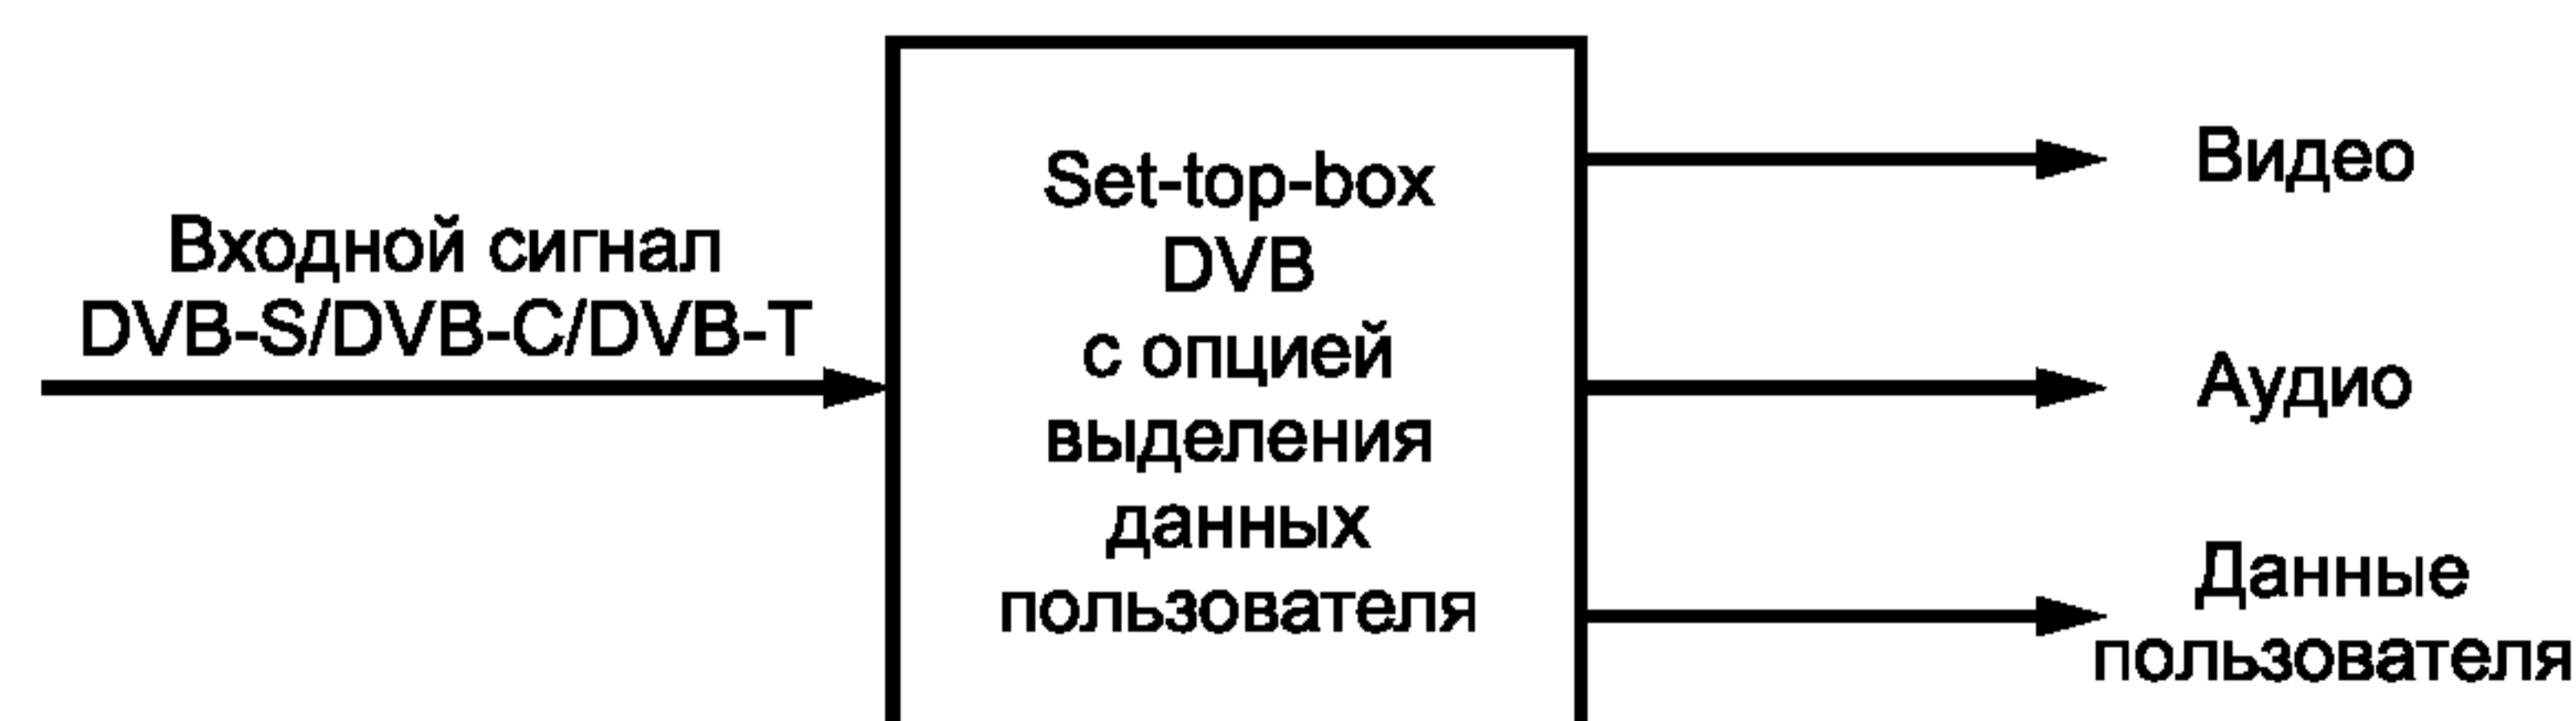 Входной сигнал
DVB-S/DVB-C/DVB-T
Set-top-box
DVB
с опцией
выделения
данных
пользователя
Видео
Аудио
Данные
пользователя